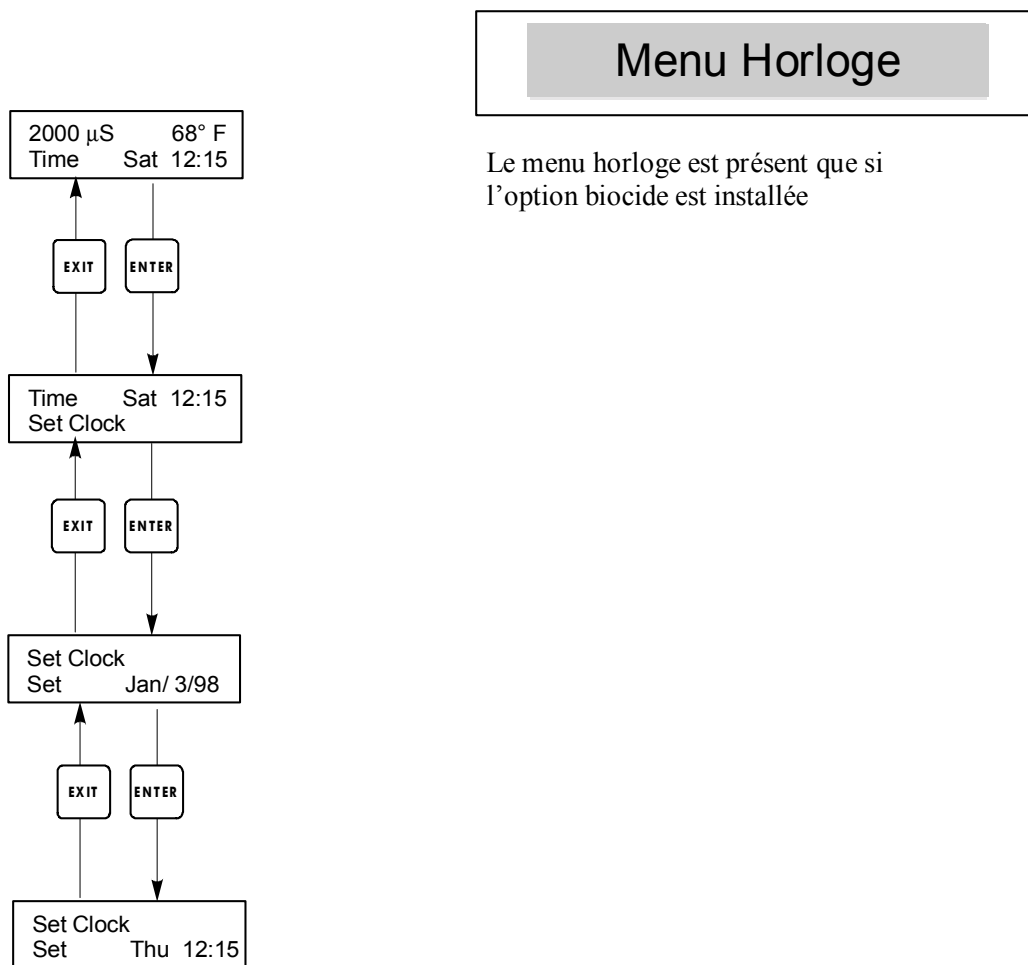 Menu Horloge
Le menu horloge est présent que si
l’option biocide est installée
2000 µS 68° F
Time Sat 12:15
EXIT ENTER
Time Sat 12:15
Set Clock
EXIT ENTER
Set Clock
Set Jan/ 3/98
EXIT ENTER
Set Clock
Set Thu 12:15